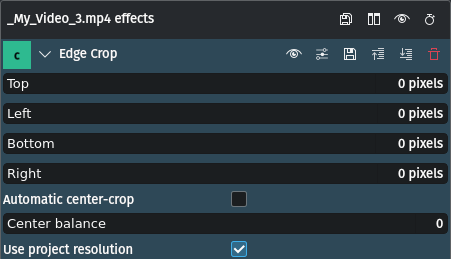 _My_Video_3.mp4 effects
c Edge Crop
Top 0 pixels
Left 0 pixels
Bottom 0 pixels
Right 0 pixels
Automatic center-crop
Center balance 0
Use project resolution